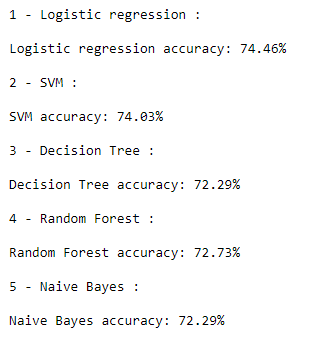 1 - Logistic regression :
Logistic regression accuracy: 74.46%
2 - SVM :
SVM accuracy: 74.03%
3 - Decision Tree :
Decision Tree accuracy: 72.29%
4 - Random Forest :
Random Forest accuracy: 72.73%
5 - Naive Bayes :
Naive Bayes accuracy: 72.29%